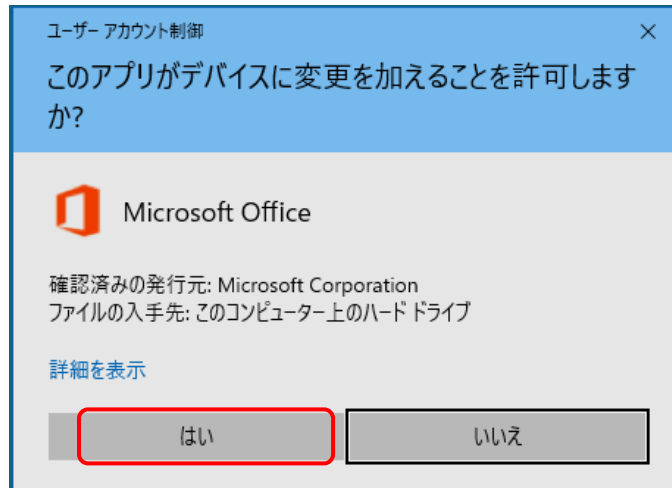 ユーザー アカウント制御
このアプリがデバイスに変更を加えることを許可します
か?
Microsoft Office
確認済みの発行元: Microsoft Corporation
ファイルの入手先: このコンピューター上のハード ドライブ
詳細を表示
はい
いいえ